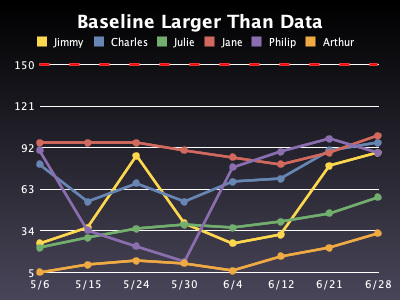 Baseline Larger Than Data
Jimmy Charles Julie Jane Philip Arthur
150
121
92
63
34
5
5/6 5/15 5/24 5/30 6/4 6/12 6/21 6/28